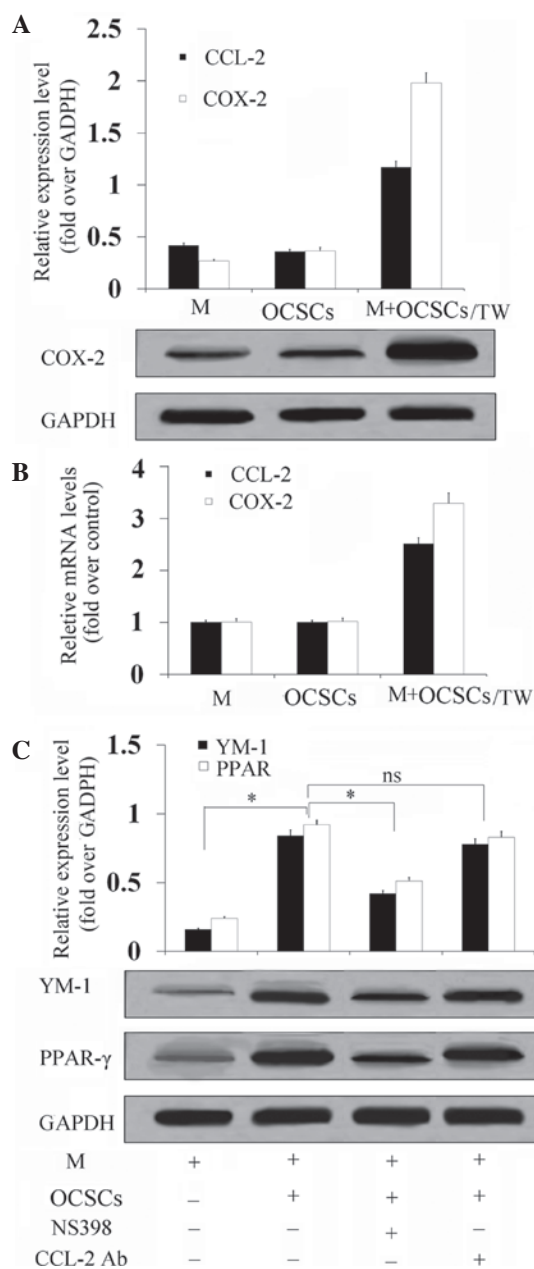 A
2.5
2
1.5
1
0.5
0
Relative expression level
(fold over GADPH)
CCL-2
COX-2
M OCSCs M+OCSCs/TW
COX-2
GAPDH
B
4
3
2
1
0
Reletive mRNA levels
(fold over control)
CCL-2
COX-2
M OCSCs M+OCSCs/TW
C
1.5
1
0.5
0
Relative expression level
(fold over GADPH)
YM-1
PPAR
* * ns
YM-1
PPAR-γ
GAPDH
M + + + +
OCSCs – + + +
NS398 – – + –
CCL-2 Ab – – – +